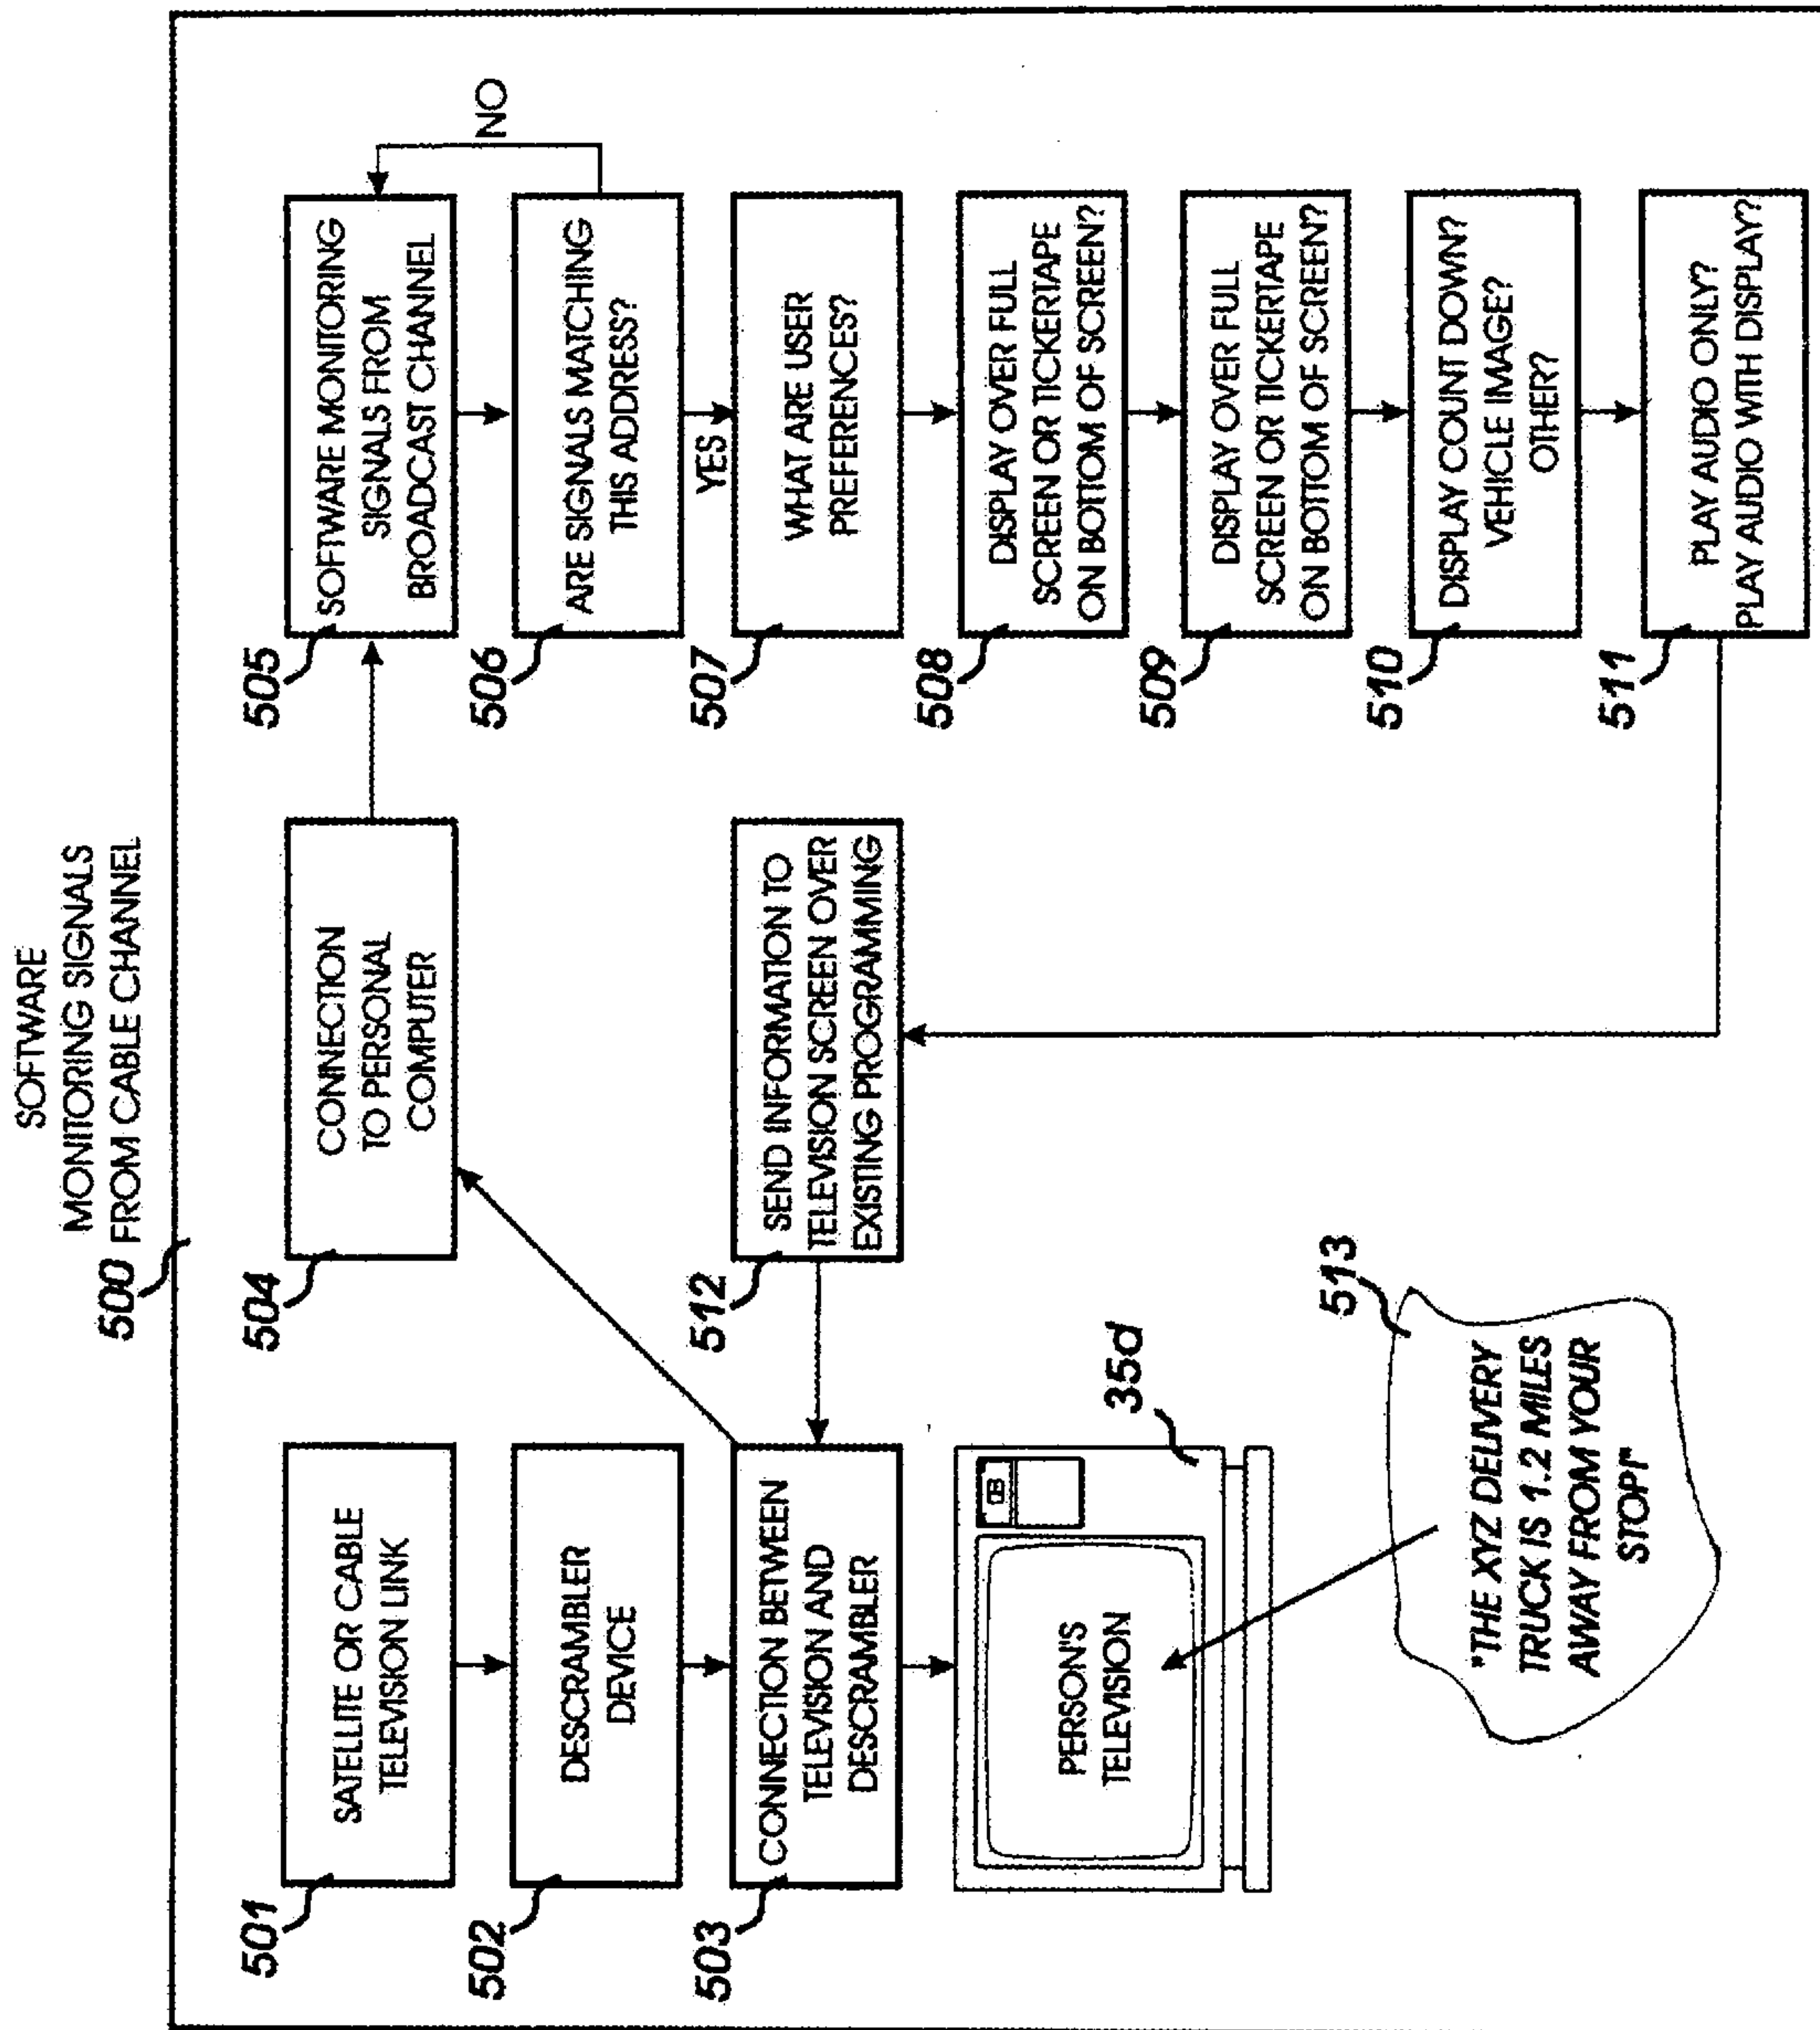 SOFTWARE
MONITORING SIGNALS
500 FROM CABLE CHANNEL
501
SATELLITE OR CABLE
TELEVISION LINK
502
DESCRAMBLER
DEVICE
503
CONNECTION BETWEEN
TELEVISION AND
DESCRAMBLER
PERSON'S
TELEVISION
35d
504
CONNECTION
TO PERSONAL
COMPUTER
512
SEND INFORMATION TO
TELEVISION SCREEN OVER
EXISTING PROGRAMMING
513
"THE XYZ DELIVERY
TRUCK IS 1.2 MILES
AWAY FROM YOUR
STOP!"
505
SOFTWARE MONITORING
SIGNALS FROM
BROADCAST CHANNEL
NO
506
ARE SIGNALS MATCHING
THIS ADDRESS?
YES
507
WHAT ARE USER
PREFERENCES?
508
DISPLAY OVER FULL
SCREEN OR TICKERTAPE
ON BOTTOM OF SCREEN?
509
DISPLAY OVER FULL
SCREEN OR TICKERTAPE
ON BOTTOM OF SCREEN?
510
DISPLAY COUNT DOWN?
VEHICLE IMAGE?
OTHER?
511
PLAY AUDIO ONLY?
PLAY AUDIO WITH DISPLAY?